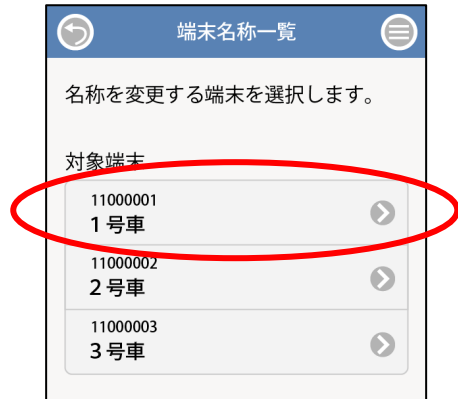 端末名称一覧
名称を変更する端末を選択します。
対象端末
11000001
1号車
11000002
2号車
11000003
3号車